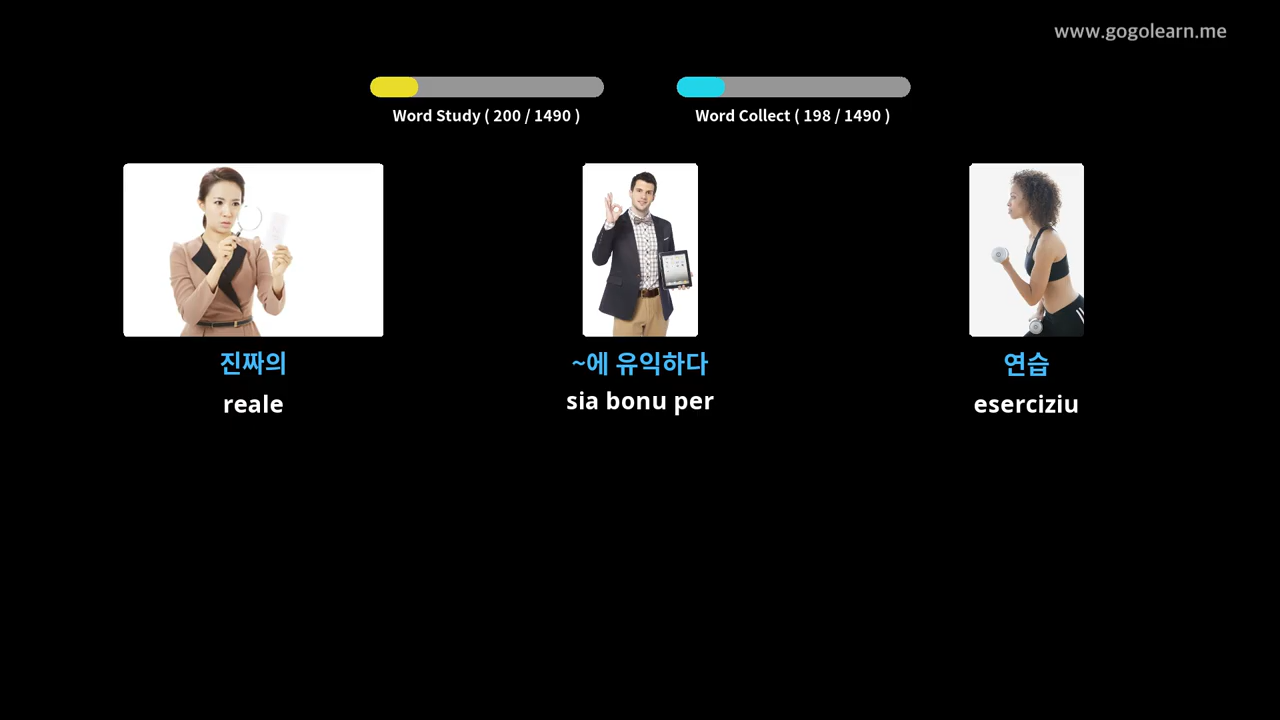 www.gogolearn.me
Word Study ( 200 / 1490 )
Word Collect ( 198 / 1490 )
진짜의
reale
~에 유익하다
sia bonu per
연습
eserciziu